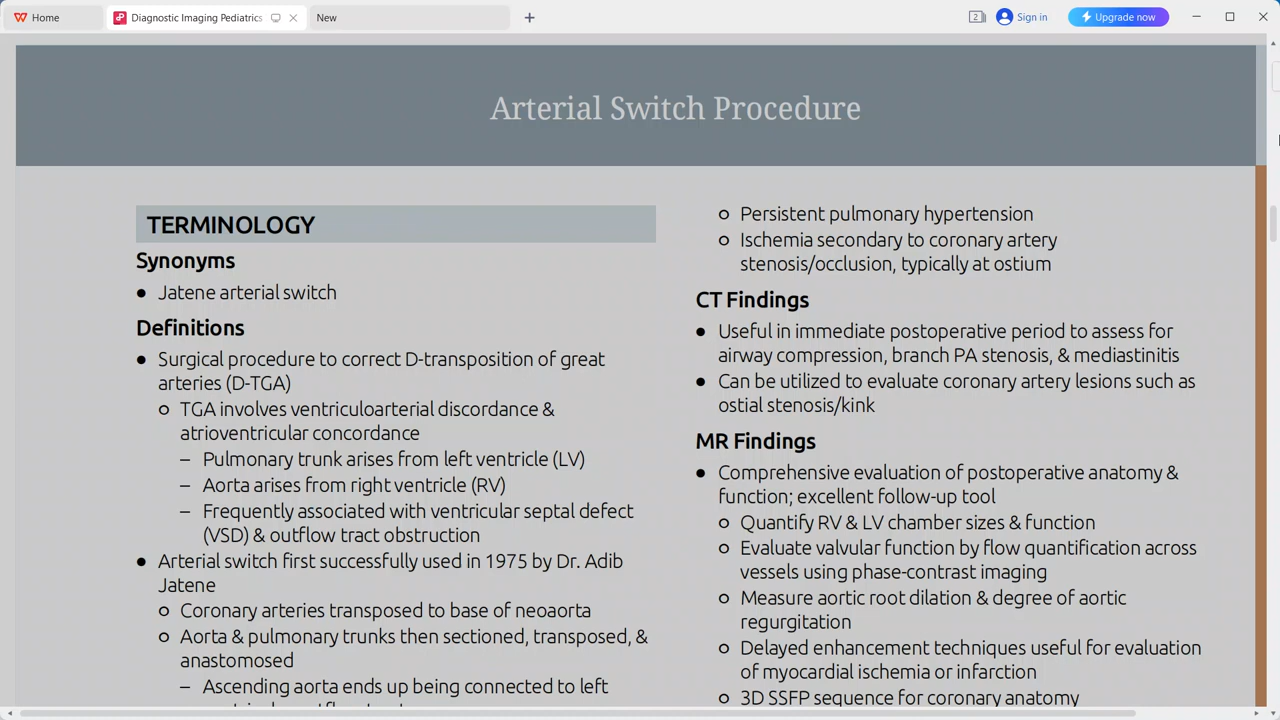 Home
Diagnostic Imaging Pediatrics
New
2
Sign in
Upgrade now
Arterial Switch Procedure
TERMINOLOGY
Synonyms
● Jatene arterial switch
Definitions
● Surgical procedure to correct D-transposition of great
arteries (D-TGA)
○ TGA involves ventriculoarterial discordance &
atrioventricular concordance
– Pulmonary trunk arises from left ventricle (LV)
– Aorta arises from right ventricle (RV)
– Frequently associated with ventricular septal defect
(VSD) & outflow tract obstruction
● Arterial switch first successfully used in 1975 by Dr. Adib
Jatene
○ Coronary arteries transposed to base of neoaorta
○ Aorta & pulmonary trunks then sectioned, transposed, &
anastomosed
– Ascending aorta ends up being connected to left
○ Persistent pulmonary hypertension
○ Ischemia secondary to coronary artery
stenosis/occlusion, typically at ostium
CT Findings
● Useful in immediate postoperative period to assess for
airway compression, branch PA stenosis, & mediastinitis
● Can be utilized to evaluate coronary artery lesions such as
ostial stenosis/kink
MR Findings
● Comprehensive evaluation of postoperative anatomy &
function; excellent follow-up tool
○ Quantify RV & LV chamber sizes & function
○ Evaluate valvular function by flow quantification across
vessels using phase-contrast imaging
○ Measure aortic root dilation & degree of aortic
regurgitation
○ Delayed enhancement techniques useful for evaluation
of myocardial ischemia or infarction
○ 3D SSFP sequence for coronary anatomy